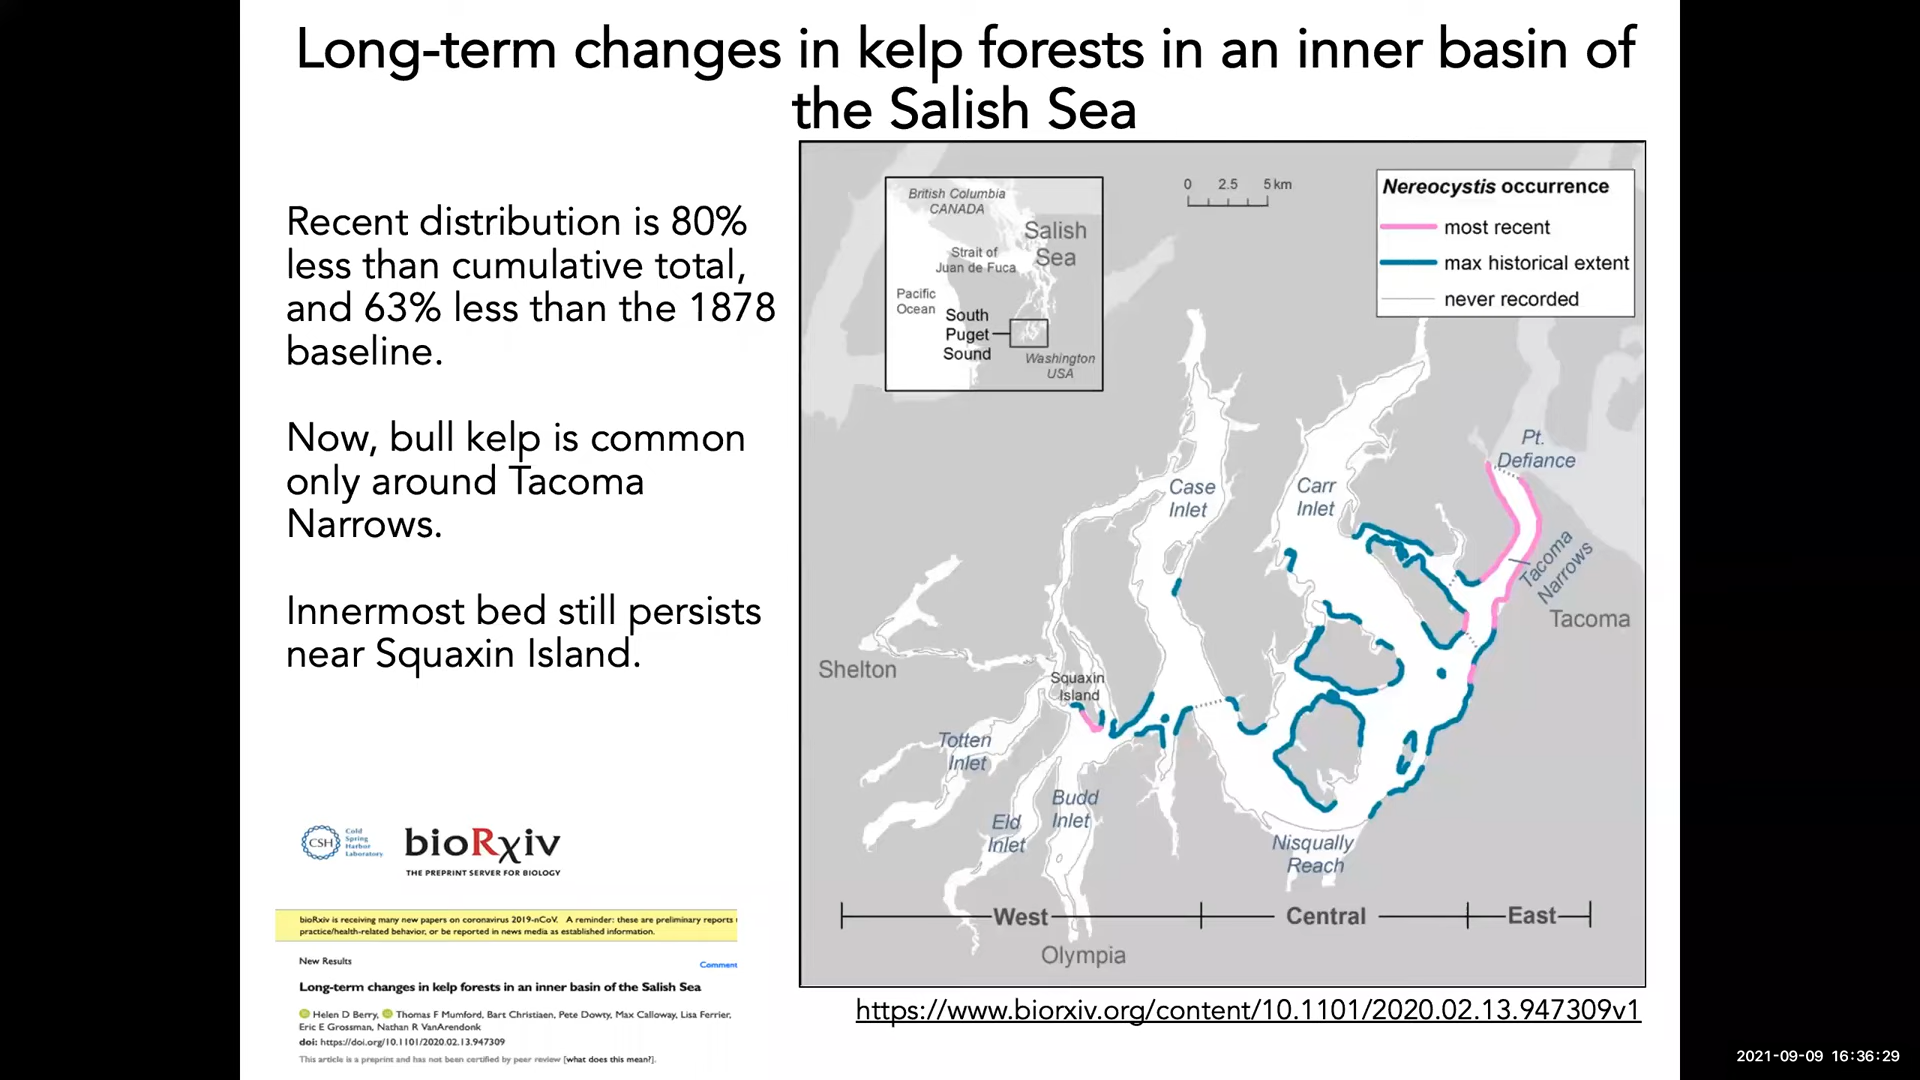 Long-term changes in kelp forests in an inner basin of
the Salish Sea
Recent distribution is 80%
less than cumulative total,
and 63% less than the 1878
baseline.
Now, bull kelp is common
only around Tacoma
Narrows.
Innermost bed still persists
near Squaxin Island.
British Columbia
CANADA
Salish
Sea
Strait of
Juan de Fuca
Pacific
Ocean
South
Puget
Sound
Washington
USA
0 2.5 5 km
Nereocystis occurrence
most recent
max historical extent
never recorded
Pt.
Defiance
Case
Inlet
Carr
Inlet
Tacoma
Narrows
Tacoma
Shelton
Squaxin
Island
Totten
Inlet
Budd
Inlet
Eld
Inlet
Nisqually
Reach
West
Central
East
Olympia
CSH
Cold
Spring
Harbor
Laboratory
bioRχiv
THE PREPRINT SERVER FOR BIOLOGY
bioRxiv is receiving many new papers on coronavirus 2019-nCoV. A reminder: these are preliminary reports
practice/health-related behavior, or be reported in news media as established information.
New Results
Comment
Long-term changes in kelp forests in an inner basin of the Salish Sea
Helen D Berry, Thomas F Mumford, Bart Christiaen, Pete Dowty, Max Calloway, Lisa Ferrier,
Eric E Grossman, Nathan R VanArendonk
doi: https://doi.org/10.1101/2020.02.13.947309
This article is a preprint and has not been certified by peer review [what does this mean?].
https://www.biorxiv.org/content/10.1101/2020.02.13.947309v1
2021-09-09 16:36:29